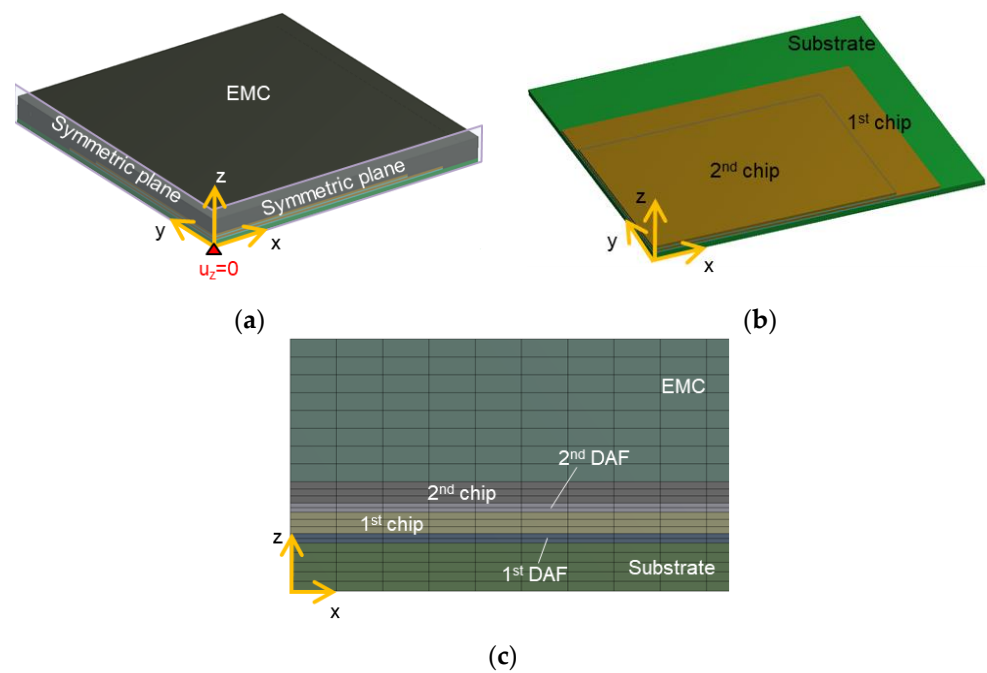 EMC
Symmetric plane
Symmetric plane
z
y
x
u_z=0
(a)
Substrate
1st chip
2nd chip
z
y
x
(b)
EMC
2nd DAF
2nd chip
1st chip
z
1st DAF
Substrate
x
(c)